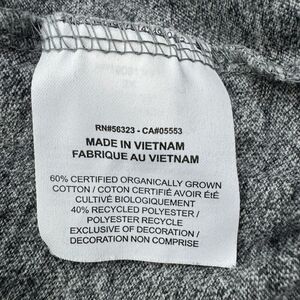 RN#56323 - CA#05553
MADE IN VIETNAM
FABRIQUE AU VIETNAM
60% CERTIFIED ORGANICALLY GROWN
COTTON / COTON CERTIFIÉ AVOIR ÉTÉ
CULTIVÉ BIOLOGIQUEMENT
40% RECYCLED POLYESTER /
POLYESTER RECYCLE
EXCLUSIVE OF DECORATION /
DECORATION NON COMPRISE